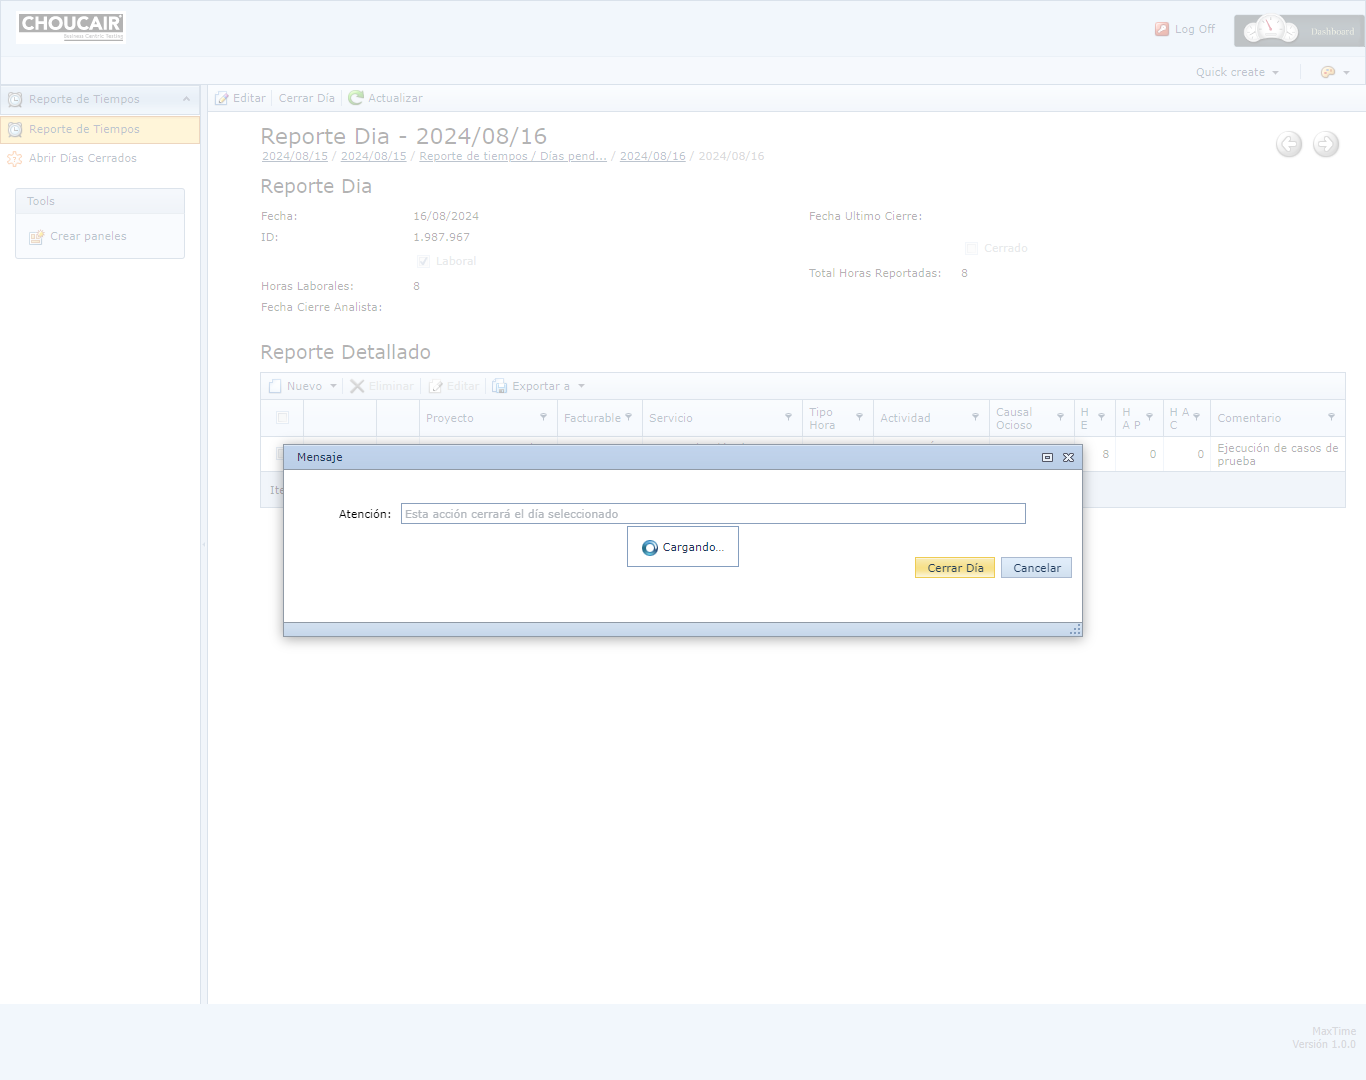 CHOUCAIR
Business Centric Testing
Log Off
Dashboard
Quick create
Reporte de Tiempos
Reporte de Tiempos
Abrir Días Cerrados
Tools
Crear paneles
Editar
Cerrar Día
Actualizar
Reporte Dia - 2024/08/16
2024/08/15 / 2024/08/15 / Reporte de tiempos / Días pend... / 2024/08/16 / 2024/08/16
Reporte Dia
Fecha: 16/08/2024
Fecha Ultimo Cierre:
ID: 1.987.967
Cerrado
Laboral
Total Horas Reportadas: 8
Horas Laborales: 8
Fecha Cierre Analista:
Reporte Detallado
Nuevo
Eliminar
Editar
Exportar a
Proyecto
Facturable
Servicio
Tipo Hora
Actividad
Causal Ocioso
H E
H A P
H A C
Comentario
8
0
0
Ejecución de casos de prueba
Mensaje
Atención: Esta acción cerrará el día seleccionado
Cargando...
Cerrar Día
Cancelar
MaxTime
Versión 1.0.0